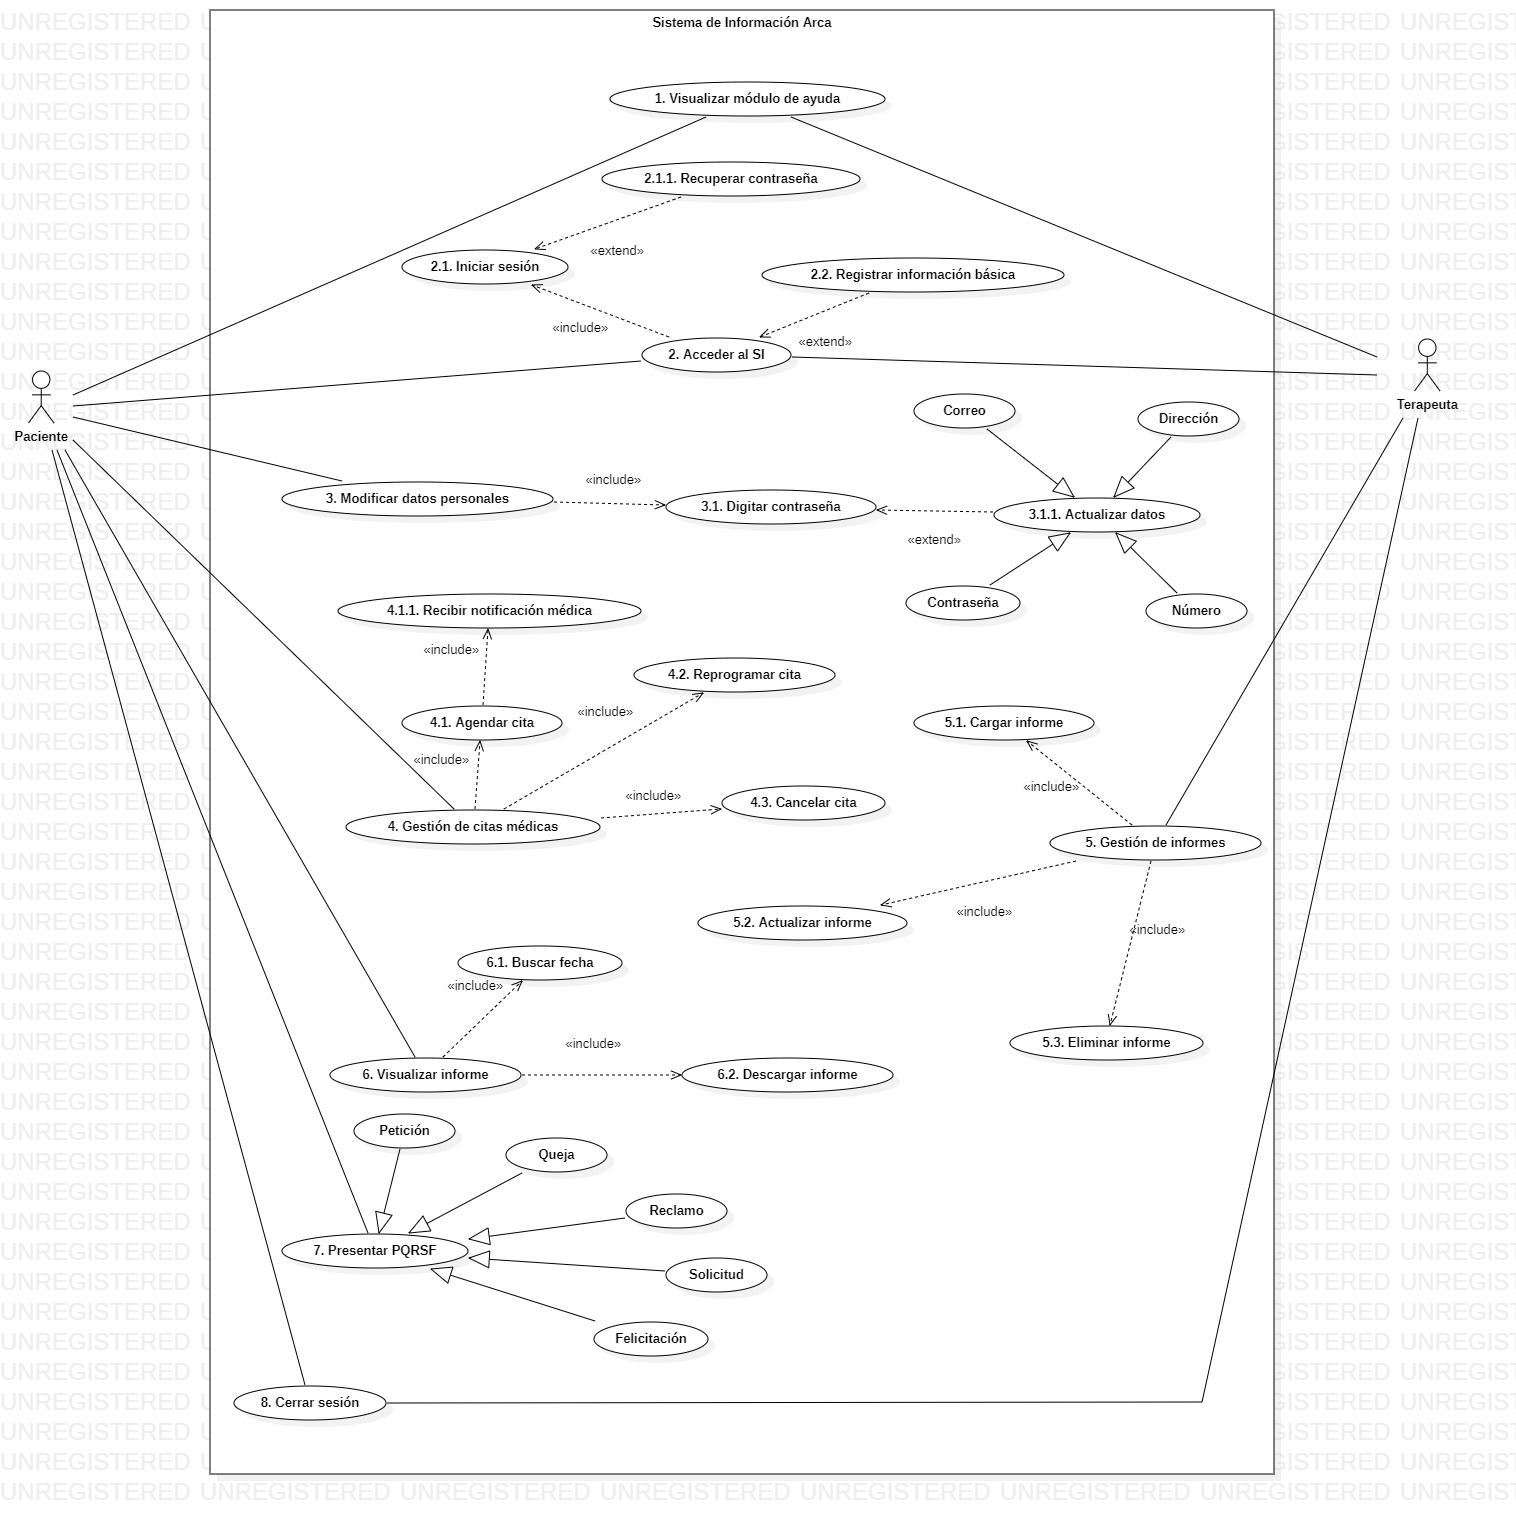 Sistema de Información Arca
1. Visualizar módulo de ayuda
2.1.1. Recuperar contraseña
«extend»
2.1. Iniciar sesión
2.2. Registrar información básica
«include»
«extend»
2. Acceder al SI
Paciente
Terapeuta
Correo
Dirección
«include»
3. Modificar datos personales
3.1. Digitar contraseña
3.1.1. Actualizar datos
«extend»
Contraseña
Número
4.1.1. Recibir notificación médica
«include»
4.2. Reprogramar cita
«include»
4.1. Agendar cita
5.1. Cargar informe
«include»
«include»
«include»
4.3. Cancelar cita
4. Gestión de citas médicas
5. Gestión de informes
«include»
5.2. Actualizar informe
«include»
6.1. Buscar fecha
«include»
«include»
5.3. Eliminar informe
6. Visualizar informe
6.2. Descargar informe
Petición
Queja
Reclamo
7. Presentar PQRSF
Solicitud
Felicitación
8. Cerrar sesión
UNREGISTERED UNREGISTERED UNREGISTERED UNREGISTERED UNREGISTERED UNREGISTERED UNREGISTERED